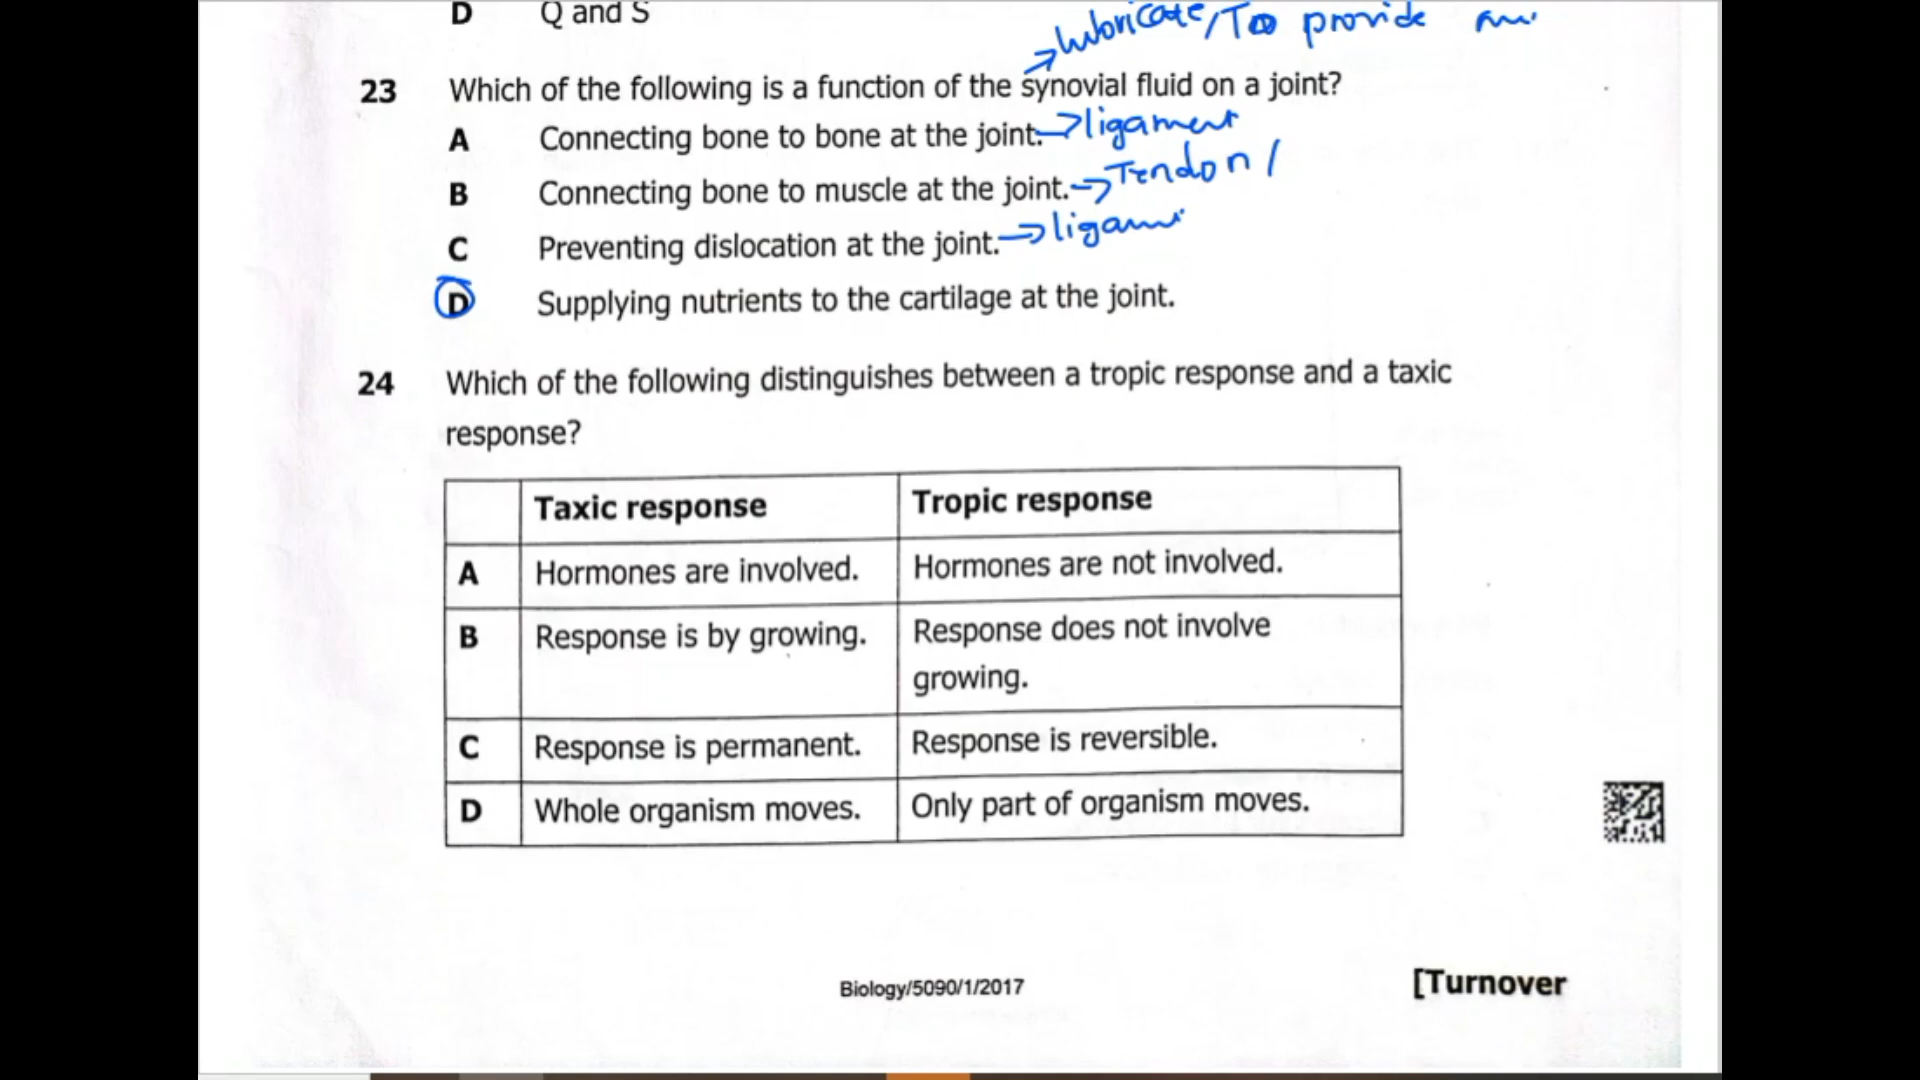 D Q and S
lubricate/To provide
23 Which of the following is a function of the synovial fluid on a joint?
A Connecting bone to bone at the joint. → ligament
B Connecting bone to muscle at the joint. → Tendon /
C Preventing dislocation at the joint. →
D Supplying nutrients to the cartilage at the joint.
24 Which of the following distinguishes between a tropic response and a taxic
response?
Taxic response Tropic response
A Hormones are involved. Hormones are not involved.
B Response is by growing. Response does not involve
growing.
C Response is permanent. Response is reversible.
D Whole organism moves. Only part of organism moves.
Biology/5090/1/2017
[Turnover